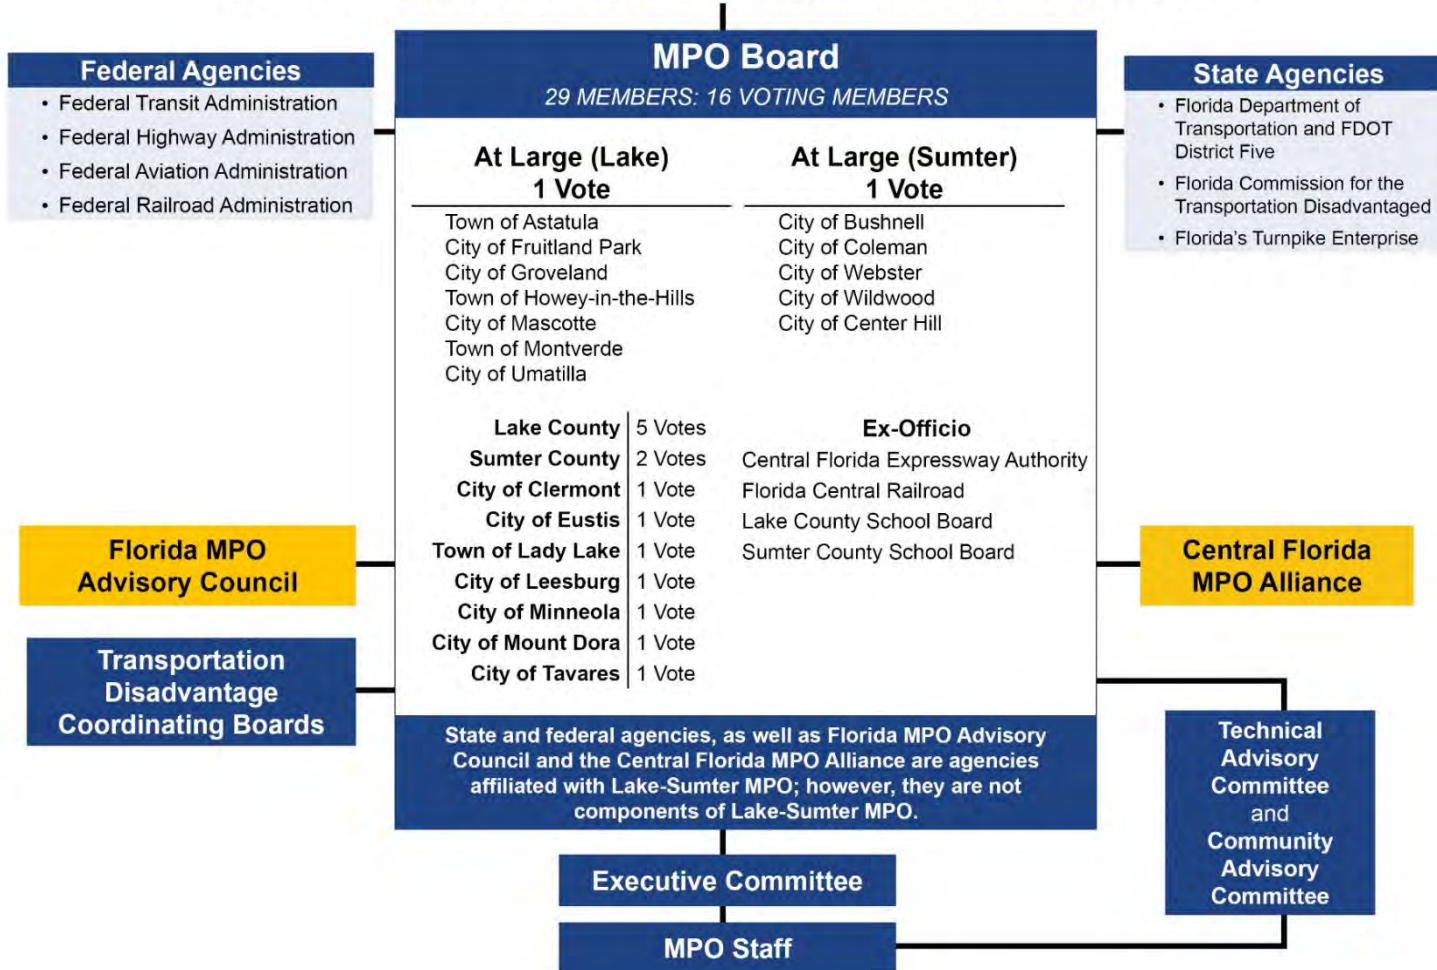 MPO Board
29 MEMBERS: 16 VOTING MEMBERS
Federal Agencies
• Federal Transit Administration
• Federal Highway Administration
• Federal Aviation Administration
• Federal Railroad Administration
State Agencies
• Florida Department of
Transportation and FDOT
District Five
• Florida Commission for the
Transportation Disadvantaged
• Florida's Turnpike Enterprise
At Large (Lake)
1 Vote
Town of Astatula
City of Fruitland Park
City of Groveland
Town of Howey-in-the-Hills
City of Mascotte
Town of Montverde
City of Umatilla
At Large (Sumter)
1 Vote
City of Bushnell
City of Coleman
City of Webster
City of Wildwood
City of Center Hill
Lake County 5 Votes
Sumter County 2 Votes
City of Clermont 1 Vote
City of Eustis 1 Vote
Town of Lady Lake 1 Vote
City of Leesburg 1 Vote
City of Minneola 1 Vote
City of Mount Dora 1 Vote
City of Tavares 1 Vote
Ex-Officio
Central Florida Expressway Authority
Florida Central Railroad
Lake County School Board
Sumter County School Board
Florida MPO
Advisory Council
Central Florida
MPO Alliance
Transportation
Disadvantage
Coordinating Boards
State and federal agencies, as well as Florida MPO Advisory
Council and the Central Florida MPO Alliance are agencies
affiliated with Lake-Sumter MPO; however, they are not
components of Lake-Sumter MPO.
Technical
Advisory
Committee
and
Community
Advisory
Committee
Executive Committee
MPO Staff